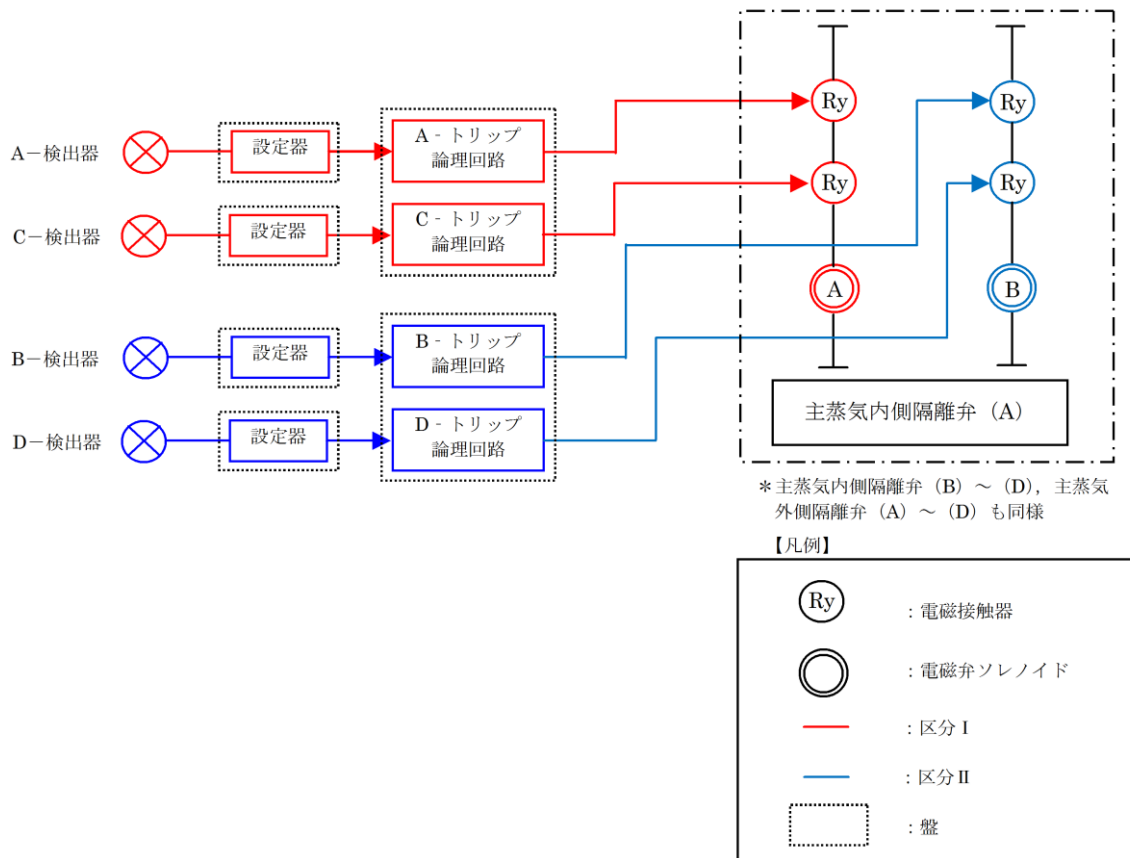 A－検出器
設定器
A‐トリップ
論理回路
C－検出器
設定器
C‐トリップ
論理回路
B－検出器
設定器
B‐トリップ
論理回路
D－検出器
設定器
D‐トリップ
論理回路
Ry
Ry
Ry
Ry
A
B
主蒸気内側隔離弁（A）
＊主蒸気内側隔離弁（B）～（D），主蒸気
外側隔離弁（A）～（D）も同様
【凡例】
Ry
：電磁接触器
：電磁弁ソレノイド
：区分Ⅰ
：区分Ⅱ
：盤